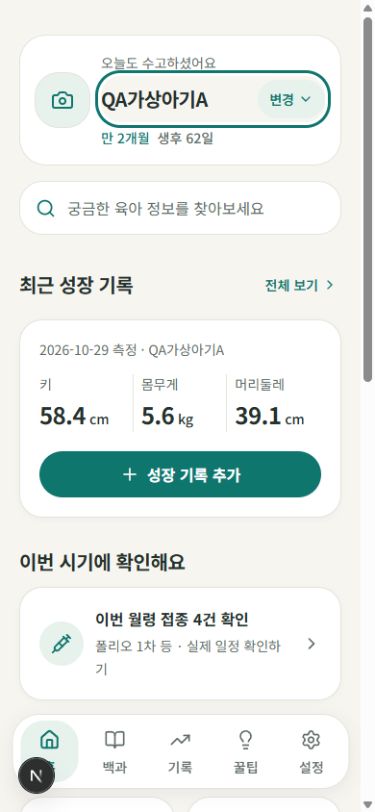 오늘도 수고하셨어요
QA가상아기A
변경
만 2개월 생후 62일
궁금한 육아 정보를 찾아보세요
최근 성장 기록
전체 보기
2026-10-29 측정 · QA가상아기A
키
몸무게
머리둘레
58.4 cm
5.6 kg
39.1 cm
성장 기록 추가
이번 시기에 확인해요
이번 월령 접종 4건 확인
폴리오 1차 등 · 실제 일정 확인하
기
N
백과
기록
꿀팁
설정